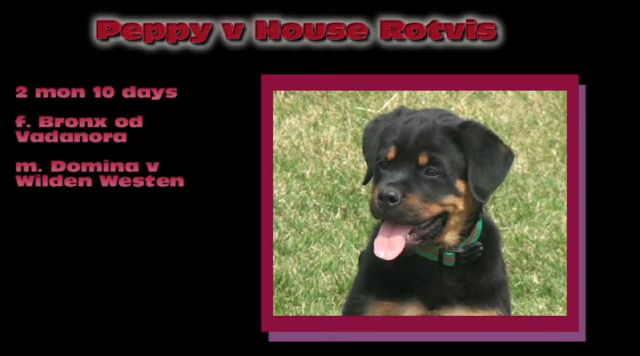 Peppy v House Rotvis
2 mon 10 days
f. Bronx od
Vadanora
m. Domina v
Wilden Westen